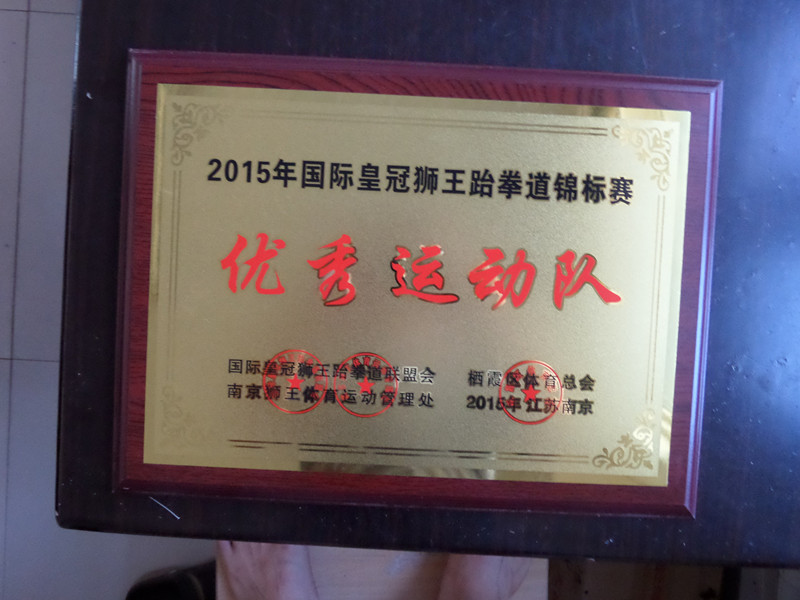 2015年国际皇冠狮王跆拳道锦标赛
优秀运动队
国际皇冠狮王跆拳道联盟会
南京狮王体育运动管理处
栖霞区体育总会
2015年 江苏南京